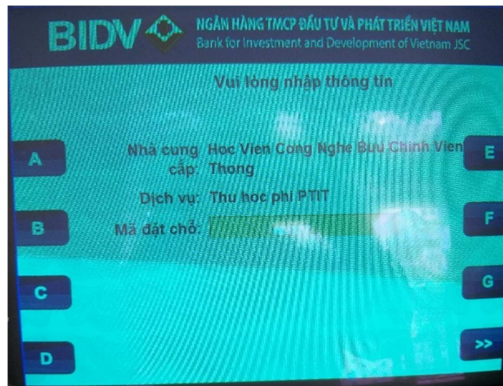 BIDV
NGÂN HÀNG TMCP ĐẦU TƯ VÀ PHÁT TRIỂN VIỆT NAM
Bank for Investment and Development of Vietnam JSC
Vui lòng nhập thông tin
Nhà cung Hoc Vien Cong Nghe Buu Chinh Vien
cấp: Thong
Dịch vụ: Thu hoc phi PTIT
Mã đặt chỗ:
A
B
C
D
E
F
G
>>